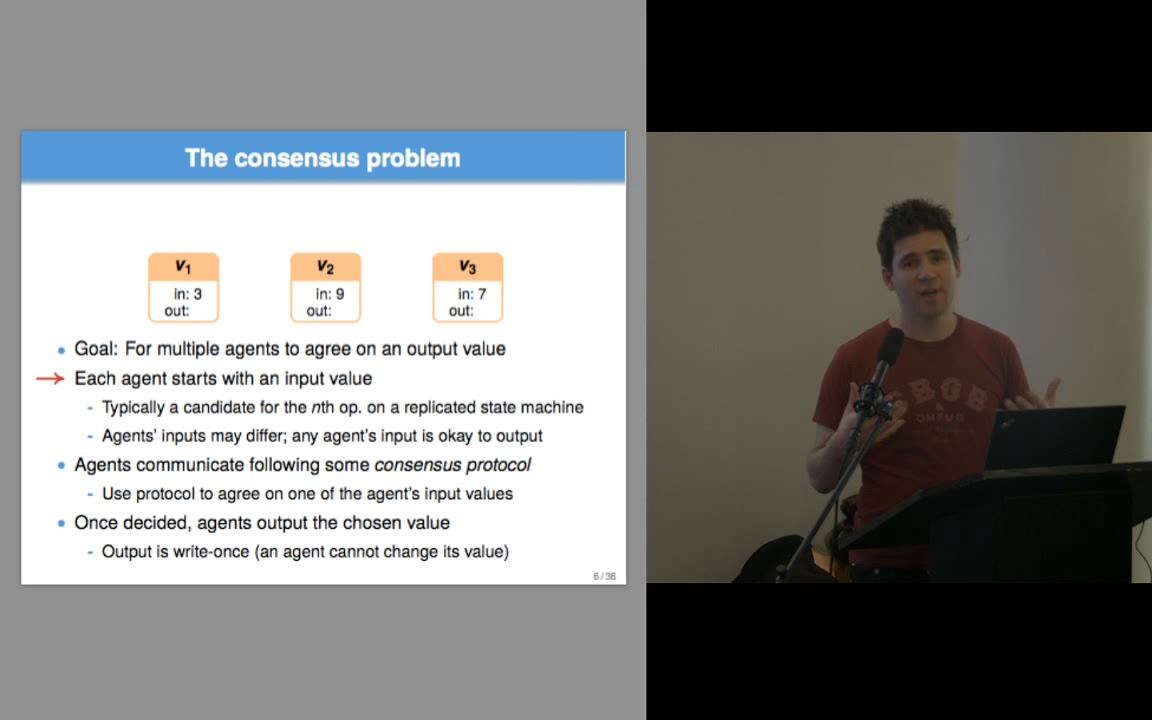 The consensus problem
v1 v2 v3
in: 3 in: 9 in: 7
out: out: out:
• Goal: For multiple agents to agree on an output value
→ Each agent starts with an input value
- Typically a candidate for the nth op. on a replicated state machine
- Agents' inputs may differ; any agent's input is okay to output
• Agents communicate following some consensus protocol
- Use protocol to agree on one of the agent's input values
• Once decided, agents output the chosen value
- Output is write-once (an agent cannot change its value)
6/36
CBGB
&
OMFUG